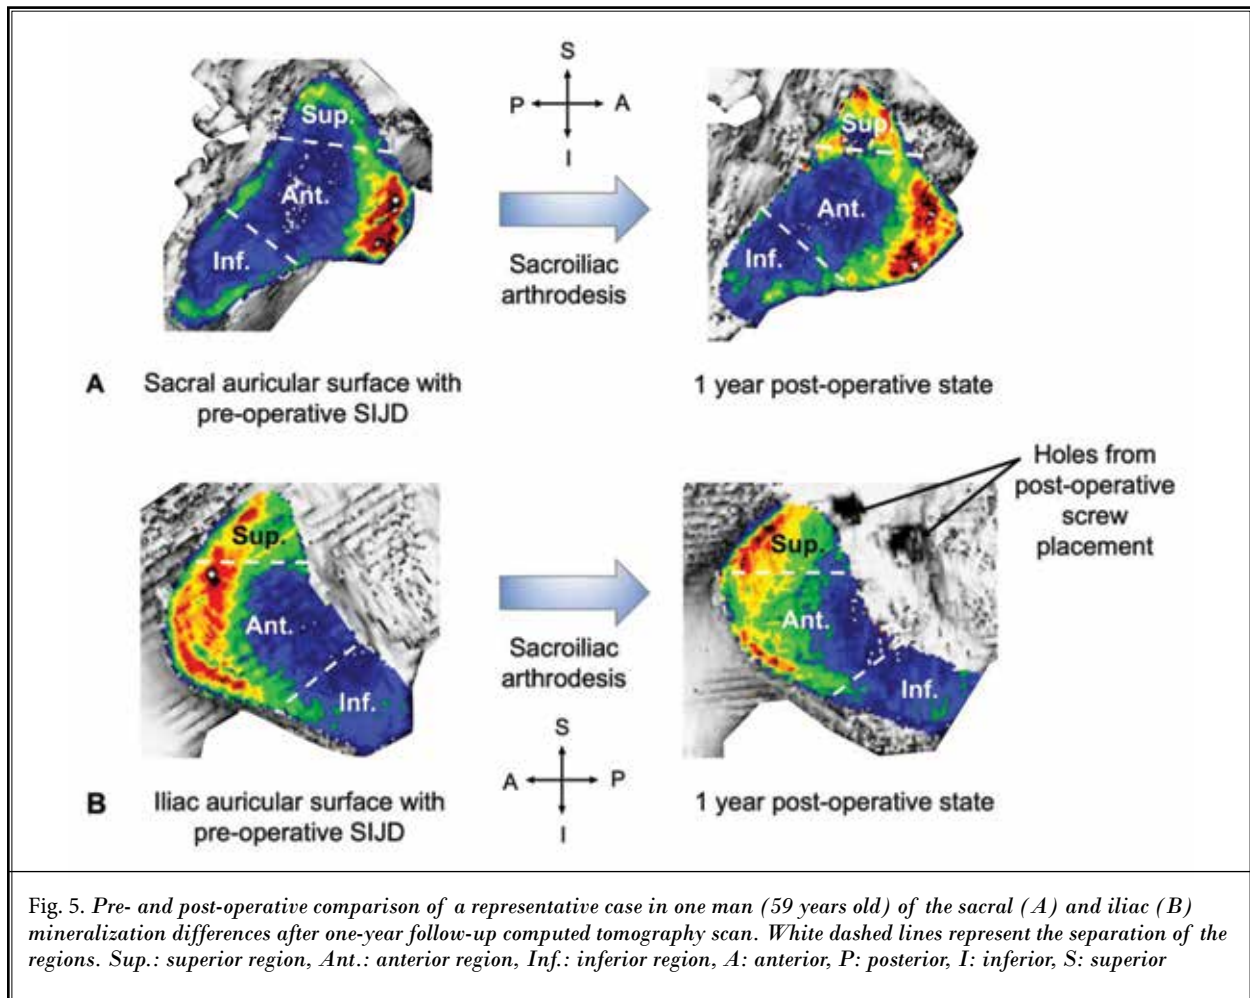 S
P A
I
Sup.
Ant.
Inf.
Sacroiliac
arthrodesis
Sup.
Ant.
Inf.
A Sacral auricular surface with
pre-operative SIJD
1 year post-operative state
Sup.
Ant.
Inf.
Sacroiliac
arthrodesis
Sup.
Ant.
Inf.
Holes from
post-operative
screw
placement
S
A P
I
B Iliac auricular surface with
pre-operative SIJD
1 year post-operative state
Fig. 5. Pre- and post-operative comparison of a representative case in one man (59 years old) of the sacral (A) and iliac (B)
mineralization differences after one-year follow-up computed tomography scan. White dashed lines represent the separation of the
regions. Sup.: superior region, Ant.: anterior region, Inf.: inferior region, A: anterior, P: posterior, I: inferior, S: superior